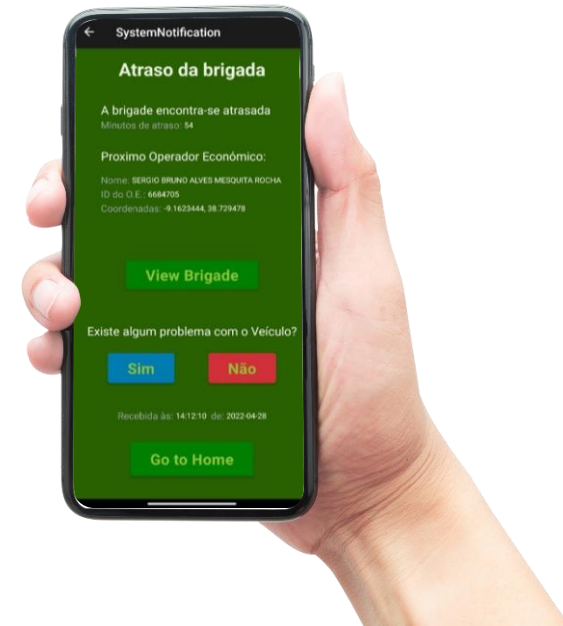 SystemNotification
Atraso da brigada
A brigade encontra-se atrasada
Minutos de atraso: 54
Proximo Operador Económico:
Nome: SERGIO BRUNO ALVES MESQUITA ROCHA
ID do O.E.: 6684705
Coordenadas: -9.1623444, 38.729478
View Brigade
Existe algum problema com o Veículo?
Sim Não
Recebida às: 14:12:10 de: 2022-04-28
Go to Home